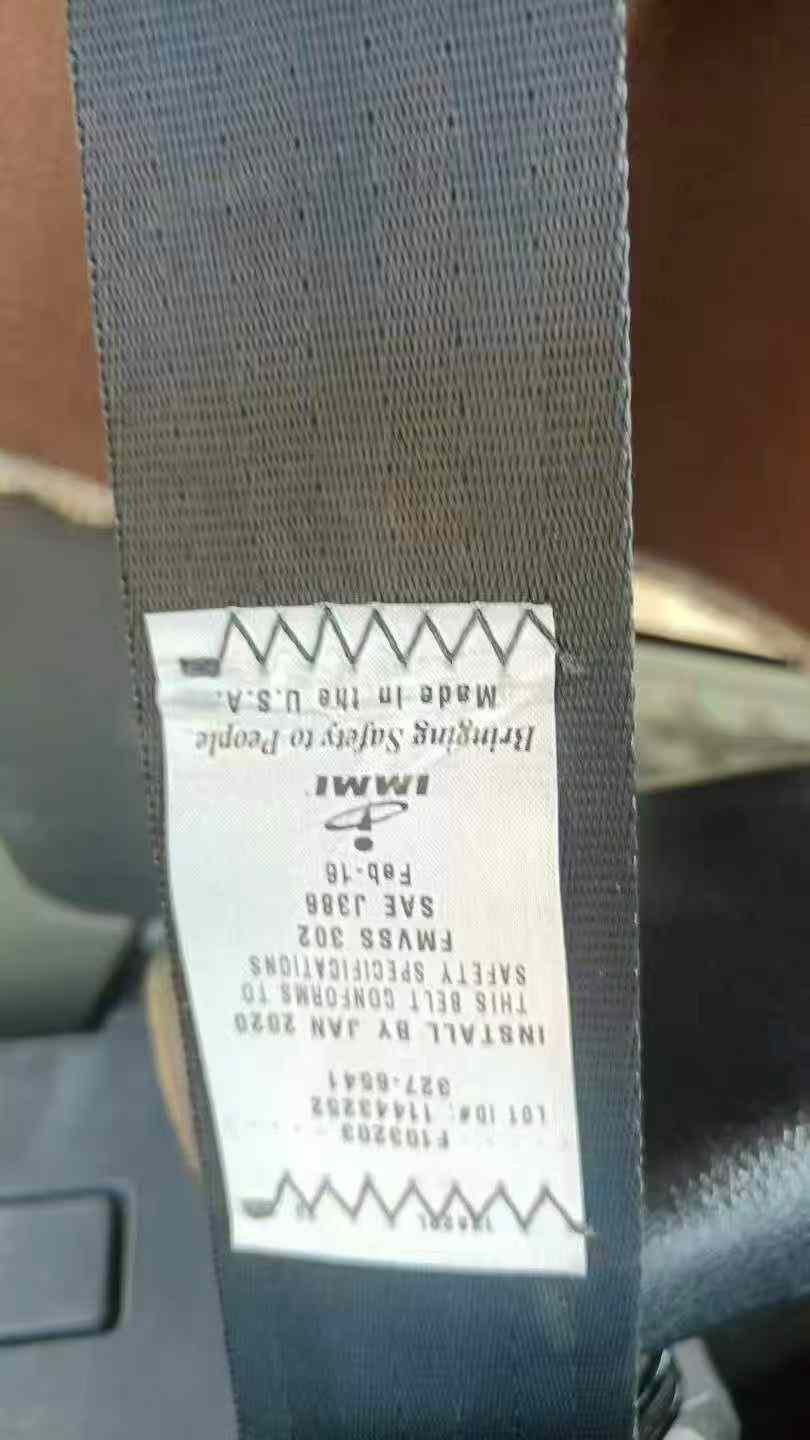 F103203
LOT ID#: 11443252
327-6541
INSTALL BY JAN 2020
THIS BELT CONFORMS TO
SAFETY SPECIFICATIONS
FMVSS 302
SAE J386
Feb-16
IMMI
Bringing Safety to People
Made in the U.S.A.